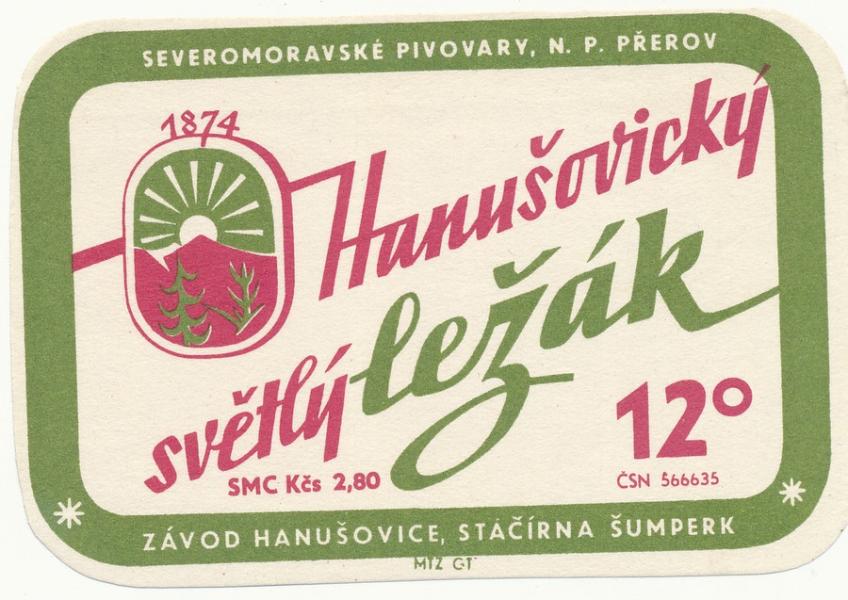 SEVEROMORAVSKÉ PIVOVARY, N. P. PŘEROV
1874
Hanušovický
světlý ležák
12°
SMC Kčs 2,80
ČSN 566635
ZÁVOD HANUŠOVICE, STÁČÍRNA ŠUMPERK
MTZ GT